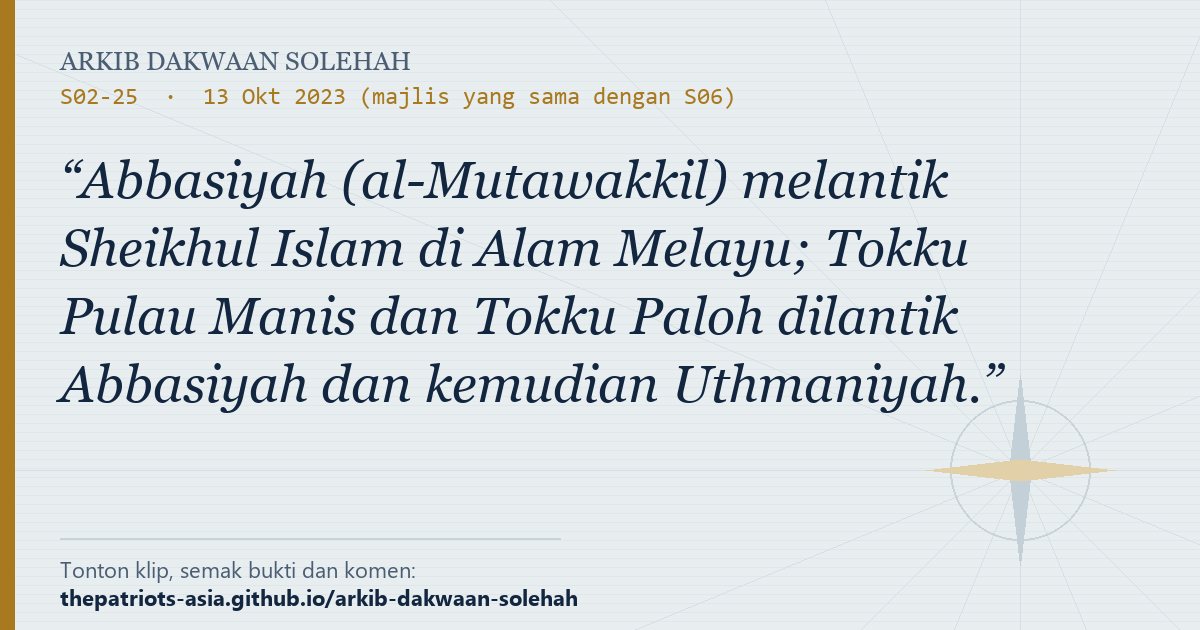 ARKIB DAKWAAN SOLEHAH
S02-25 · 13 Okt 2023 (majlis yang sama dengan S06)
“Abbasiyah (al-Mutawakkil) melantik
Sheikhul Islam di Alam Melayu; Tokku
Pulau Manis dan Tokku Paloh dilantik
Abbasiyah dan kemudian Uthmaniyah.”
Tonton klip, semak bukti dan komen:
thepatriots-asia.github.io/arkib-dakwaan-solehah